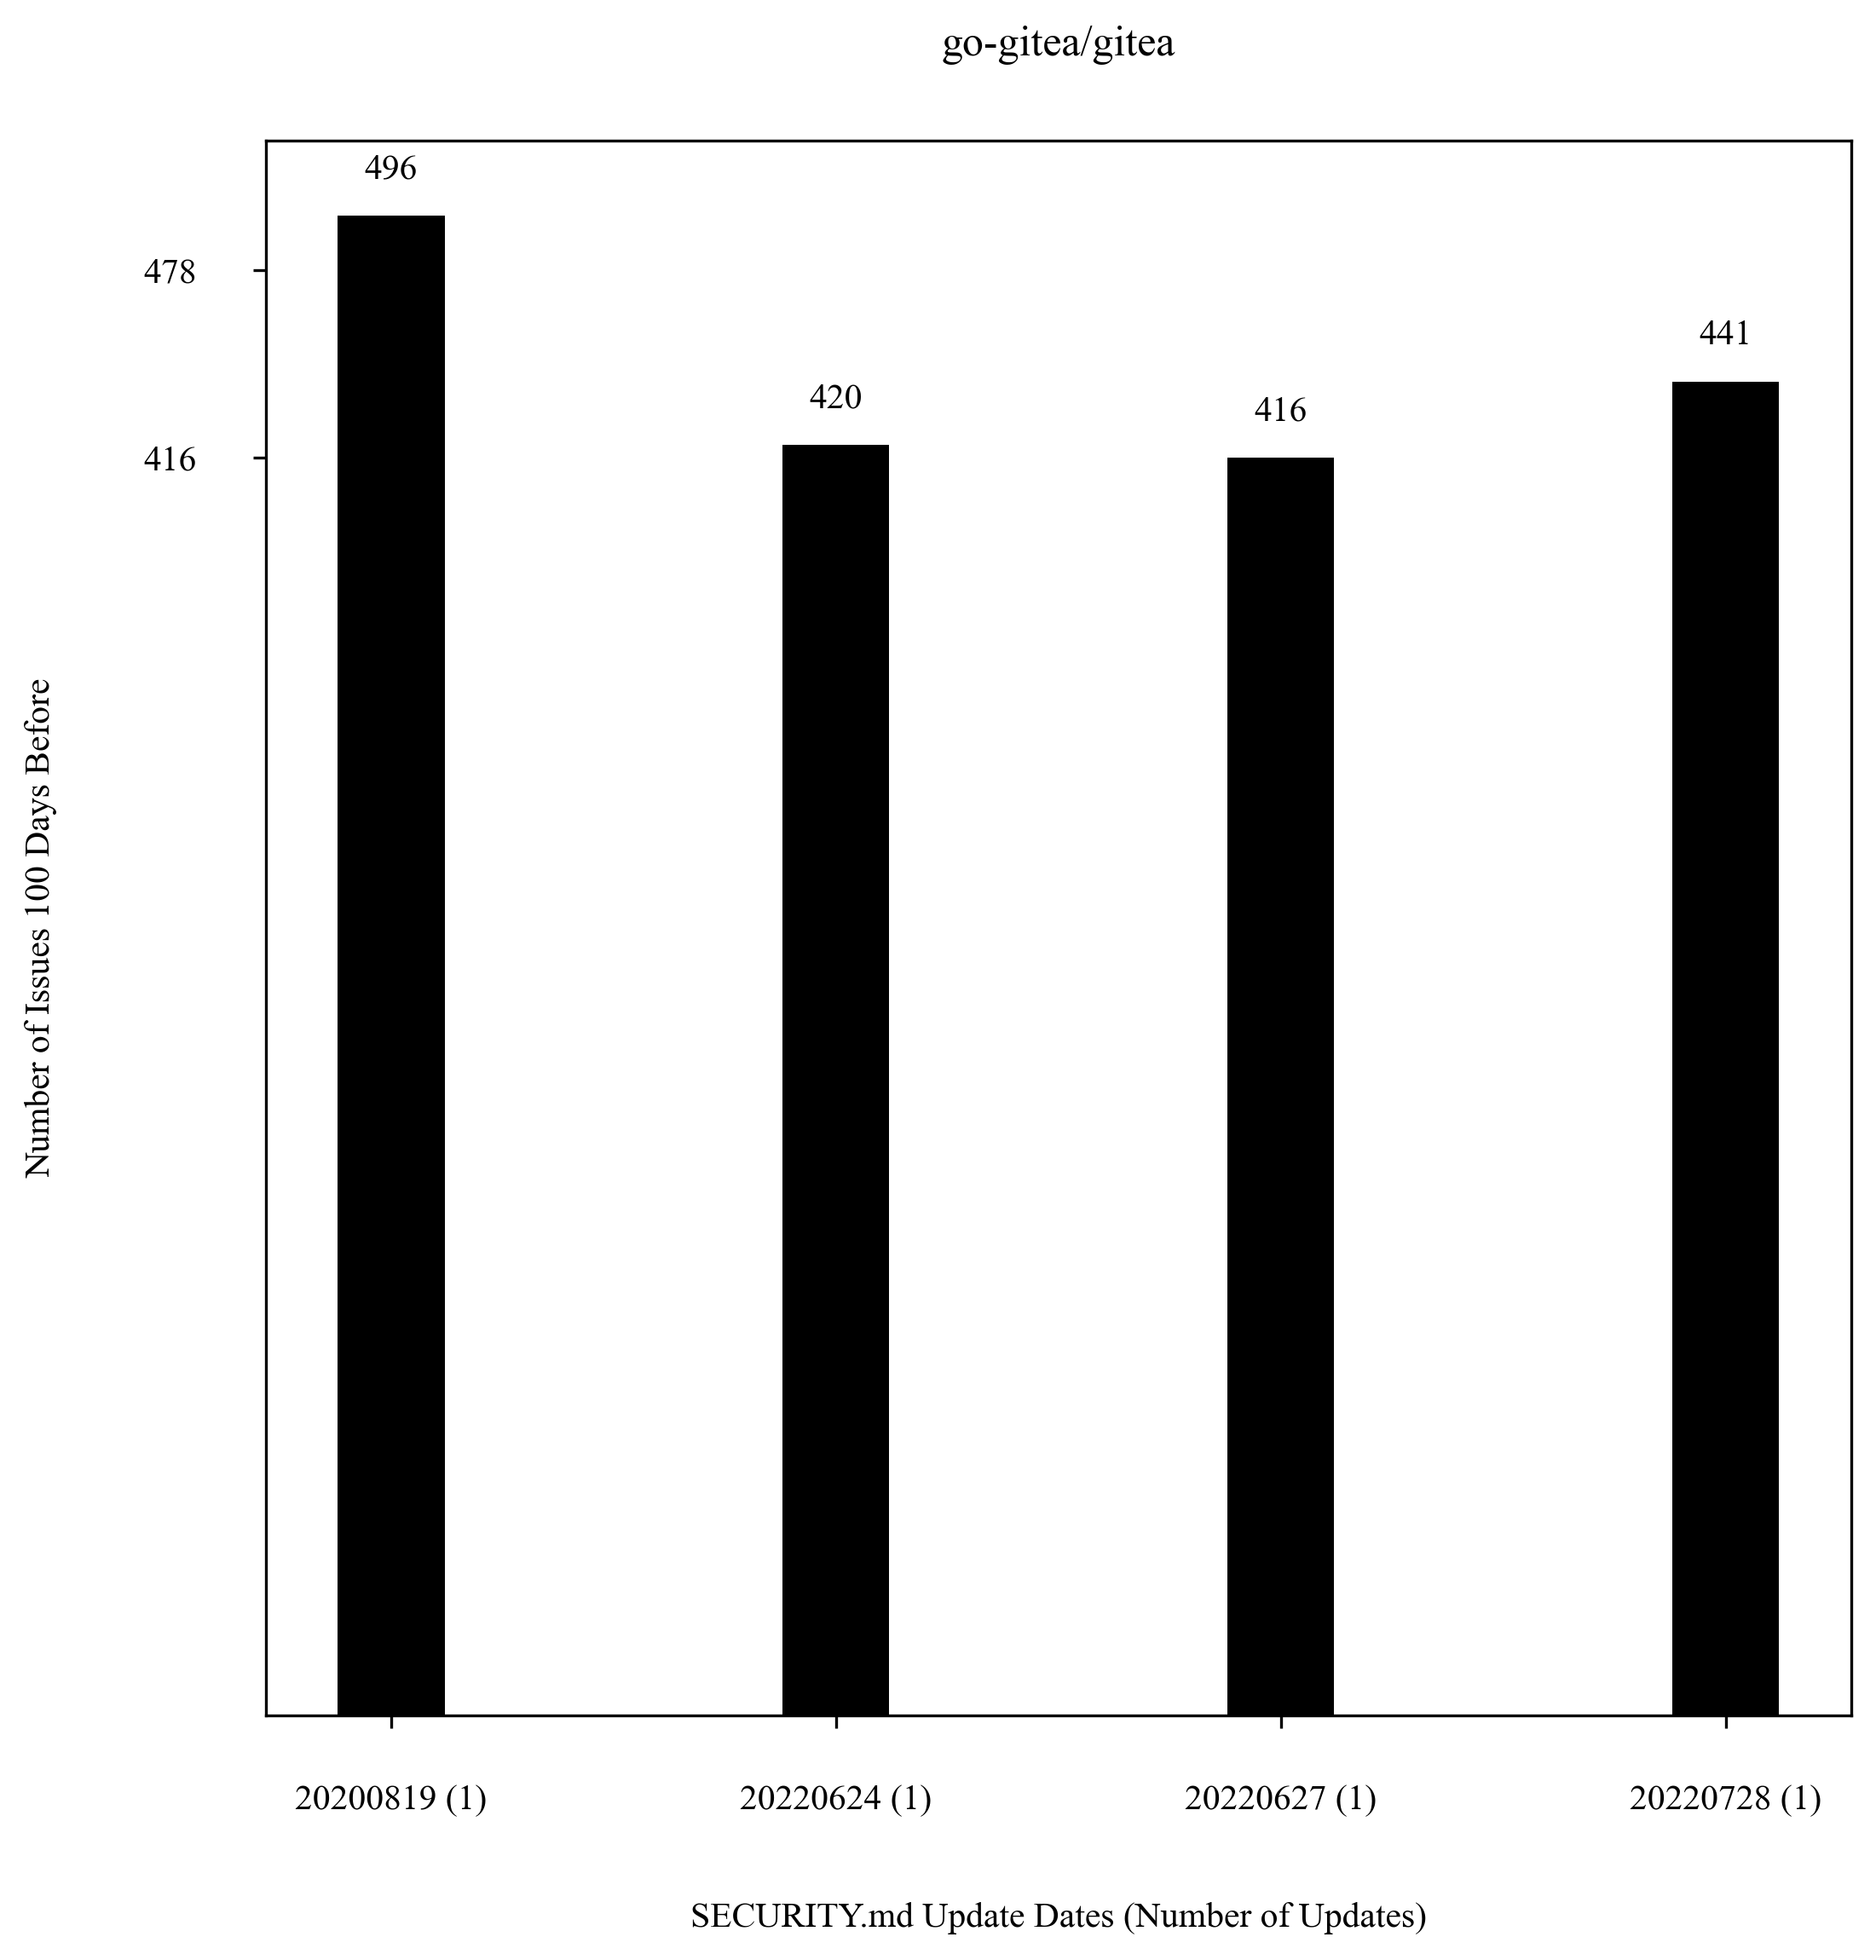 go-gitea/gitea
496
478
441
420
416
416
Number of Issues 100 Days Before
20200819 (1) 20220624 (1) 20220627 (1) 20220728 (1)
SECURITY.md Update Dates (Number of Updates)